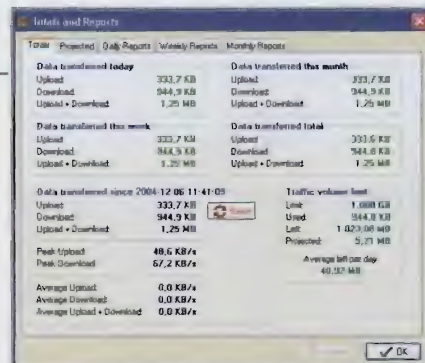 Totals and Reports
Totals Projected Daily Reports Weekly Reports Monthly Reports
Data transferred today
Upload 333,7 KB
Download 944,9 KB
Upload + Download 1,25 MB
Data transferred this month
Upload 333,7 KB
Download 944,9 KB
Upload + Download 1,25 MB
Data transferred this week
Upload 333,7 KB
Download 944,9 KB
Upload + Download 1,25 MB
Data transferred total
Upload 333,6 KB
Download 944,8 KB
Upload + Download 1,25 MB
Data transferred since 2004-12-06 11:41:09
Upload 333,7 KB
Download 944,9 KB
Upload + Download 1,25 MB
Peak Upload 48,6 KB/s
Peak Download 67,2 KB/s
Average Upload 0,0 KB/s
Average Download 0,0 KB/s
Average Upload + Download 0,0 KB/s
Traffic volume limit
Limit: 1.000 GB
Used: 944,8 KB
Left: 1.023,08 MB
Projected: 5,71 MB
Average left per day
40,92 MB
OK